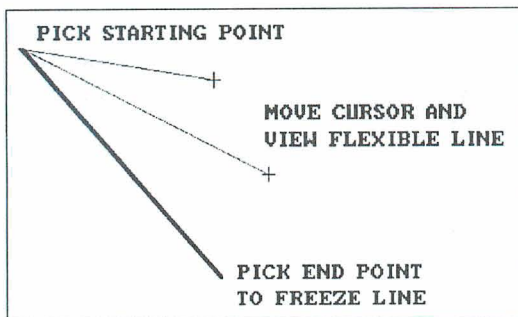 PICK STARTING POINT
MOVE CURSOR AND
VIEW FLEXIBLE LINE
PICK END POINT
TO FREEZE LINE